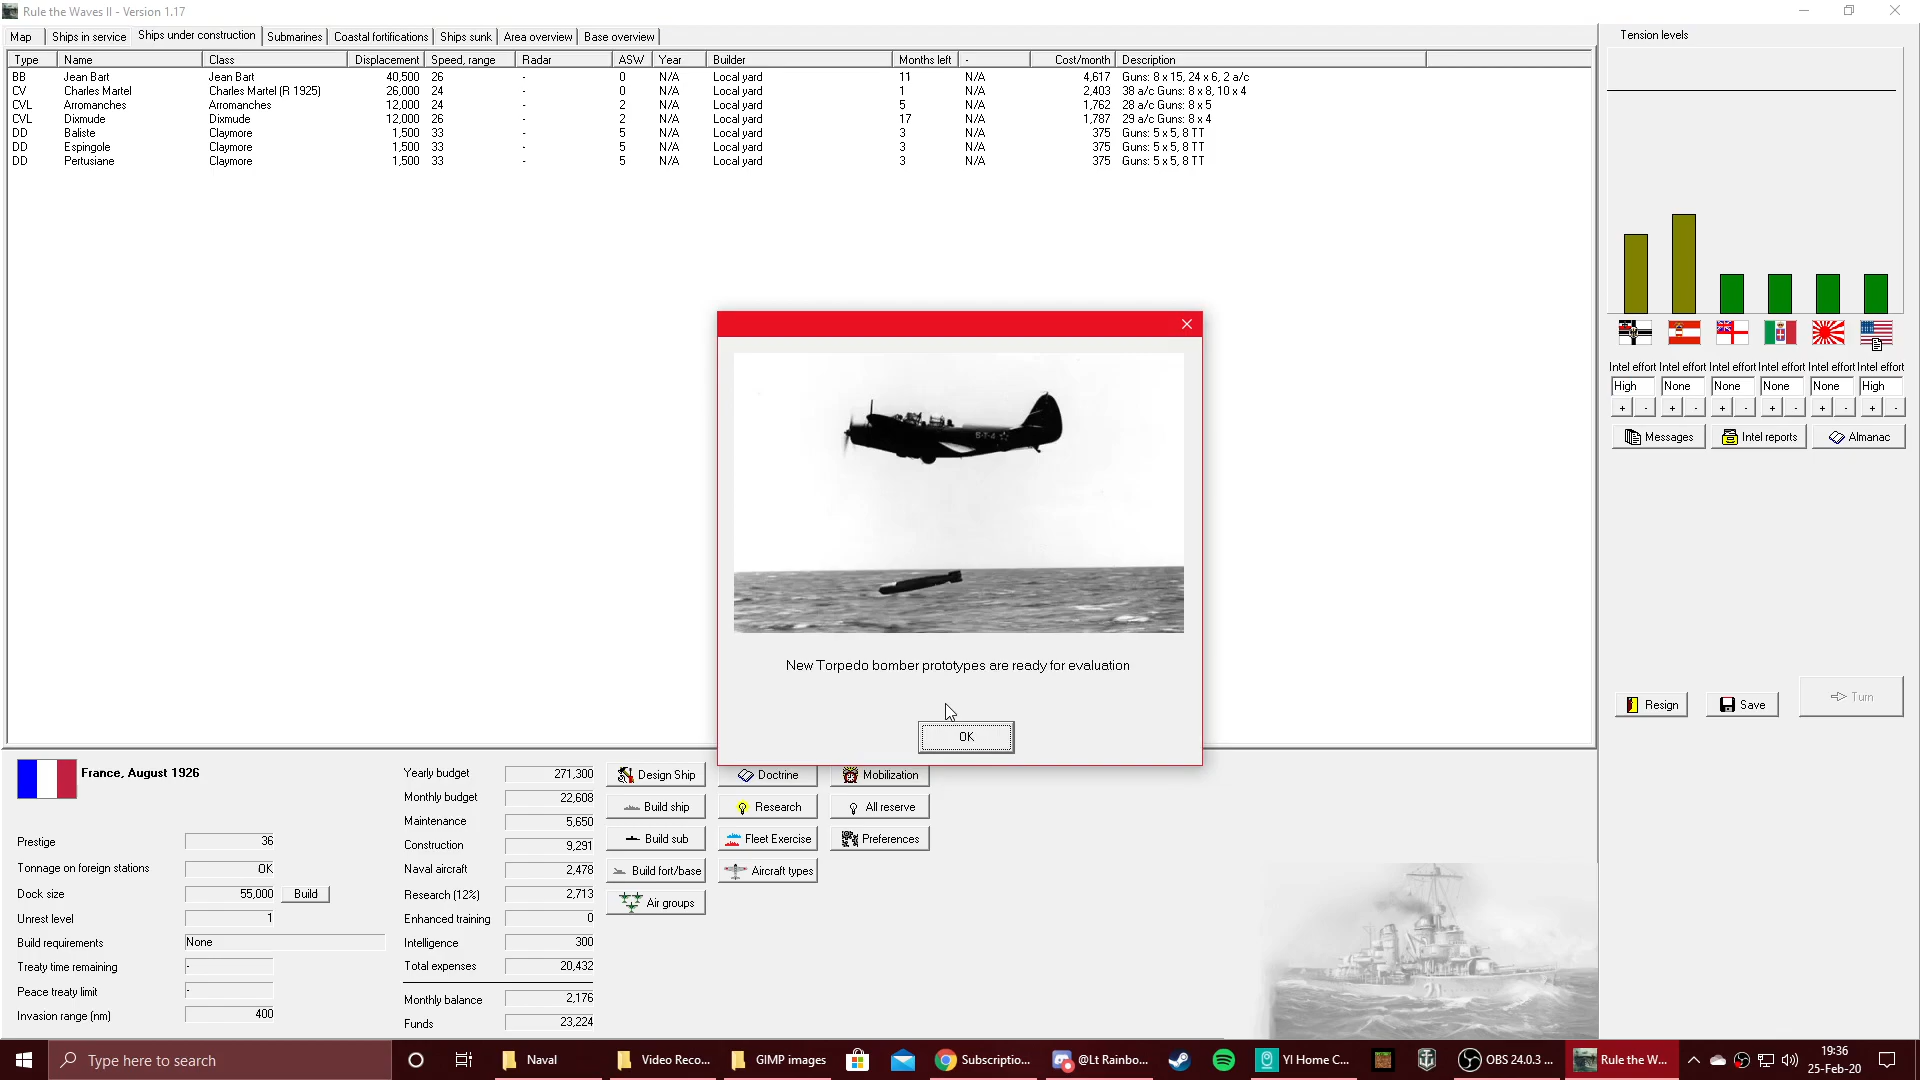 Rule the Waves II - Version 1.17
Map Ships in service Ships under construction Submarines Coastal fortifications Ships sunk Area overview Base overview
Type Name Class Displacement Speed, range Radar ASW Year Builder Months left - Cost/month Description
BB Jean Bart Jean Bart 40,500 26 - 0 N/A Local yard 11 N/A 4,617 Guns: 8 x 15, 24 x 6, 2 a/c
CV Charles Martel Charles Martel (R 1925) 26,000 24 - 0 N/A Local yard 1 N/A 2,403 38 a/c Guns: 8 x 8, 10 x 4
CVL Arromanches Arromanches 12,000 24 - 2 N/A Local yard 5 N/A 1,762 28 a/c Guns: 8 x 5
CVL Dixmude Dixmude 12,000 26 - 2 N/A Local yard 17 N/A 1,787 29 a/c Guns: 8 x 4
DD Baliste Claymore 1,500 33 - 5 N/A Local yard 3 N/A 375 Guns: 5 x 5, 8 TT
DD Espingole Claymore 1,500 33 - 5 N/A Local yard 3 N/A 375 Guns: 5 x 5, 8 TT
DD Pertuisane Claymore 1,500 33 - 5 N/A Local yard 3 N/A 375 Guns: 5 x 5, 8 TT
Tension levels
Intel effort Intel effort Intel effort Intel effort Intel effort Intel effort
High None None None None High
+ - + - + - + - + - + -
Messages Intel reports Almanac
Resign Save Turn
S-T-4
New Torpedo bomber prototypes are ready for evaluation
OK
France, August 1926
Prestige 36
Tonnage on foreign stations OK
Dock size 55,000 Build
Unrest level 1
Build requirements None
Treaty time remaining -
Peace treaty limit -
Invasion range (nm) 400
Yearly budget 271,300
Monthly budget 22,608
Maintenance 5,650
Construction 9,291
Naval aircraft 2,478
Research (12%) 2,713
Enhanced training 0
Intelligence 300
Total expenses 20,432
Monthly balance 2,176
Funds 23,224
Design Ship Doctrine Mobilization
Build ship Research All reserve
Build sub Fleet Exercise Preferences
Build fort/base Aircraft types
Air groups
Type here to search
Naval
Video Reco...
GIMP images
Subscriptio...
@Lt Rainbo...
YI Home C...
OBS 24.0.3 ...
Rule the W...
19:36
25-Feb-20